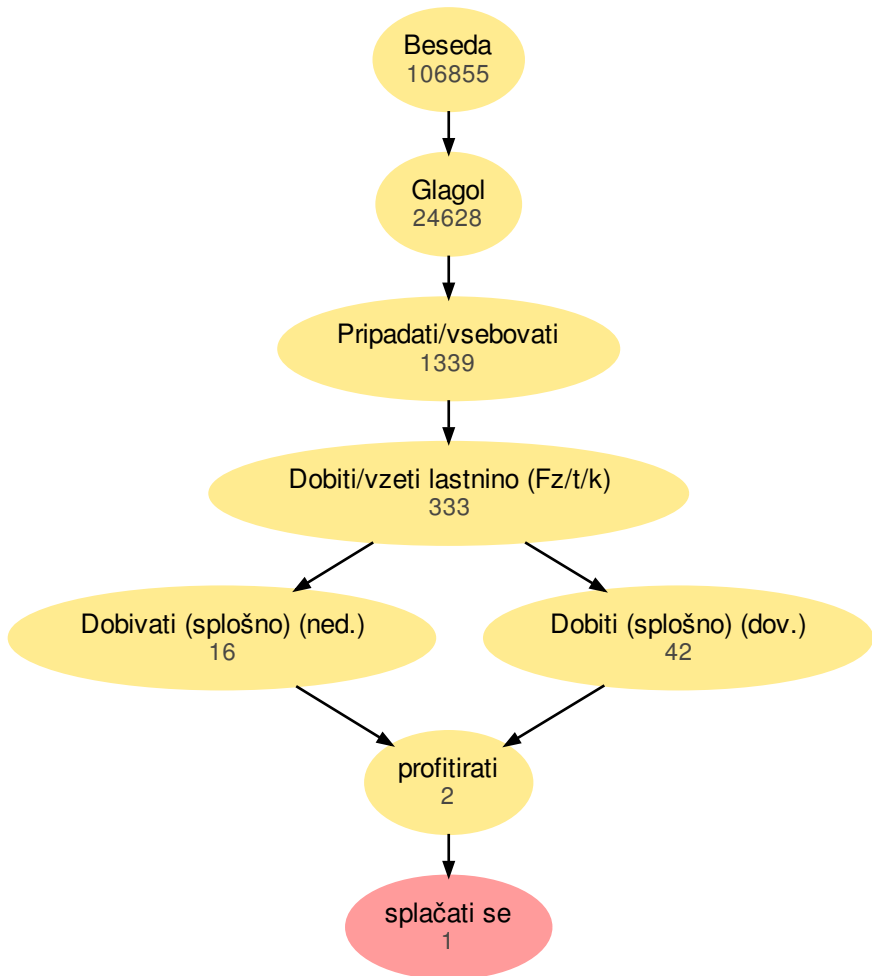 Beseda
106855
Glagol
24628
Pripadati/vsebovati
1339
Dobiti/vzeti lastnino (Fz/t/k)
333
Dobivati (splošno) (ned.)
16
Dobiti (splošno) (dov.)
42
profitirati
2
splačati se
1